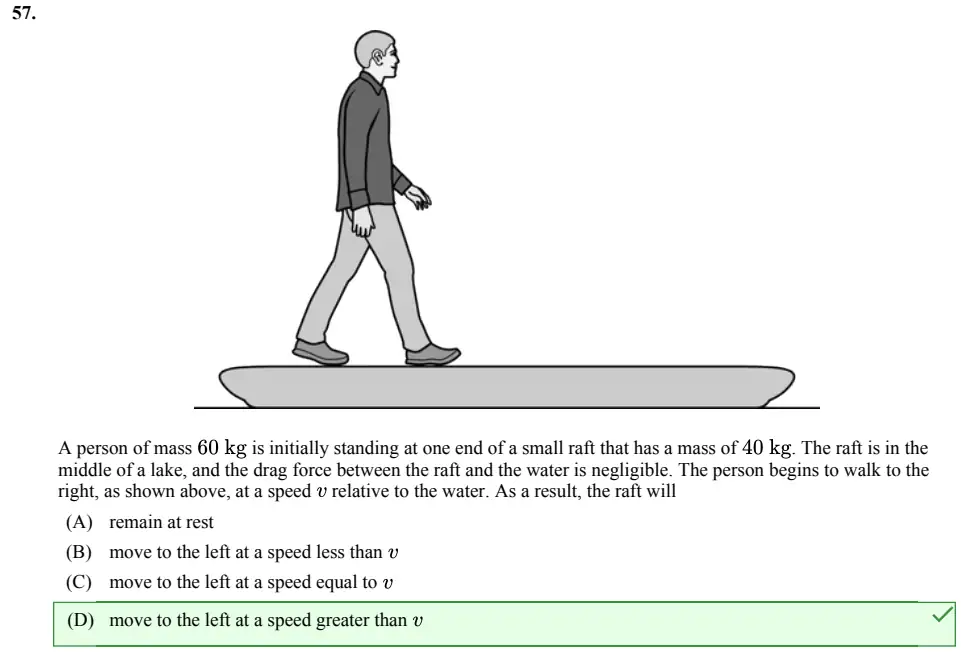 57.
A person of mass 60 kg is initially standing at one end of a small raft that has a mass of 40 kg. The raft is in the
middle of a lake, and the drag force between the raft and the water is negligible. The person begins to walk to the
right, as shown above, at a speed v relative to the water. As a result, the raft will
(A) remain at rest
(B) move to the left at a speed less than v
(C) move to the left at a speed equal to v
(D) move to the left at a speed greater than v